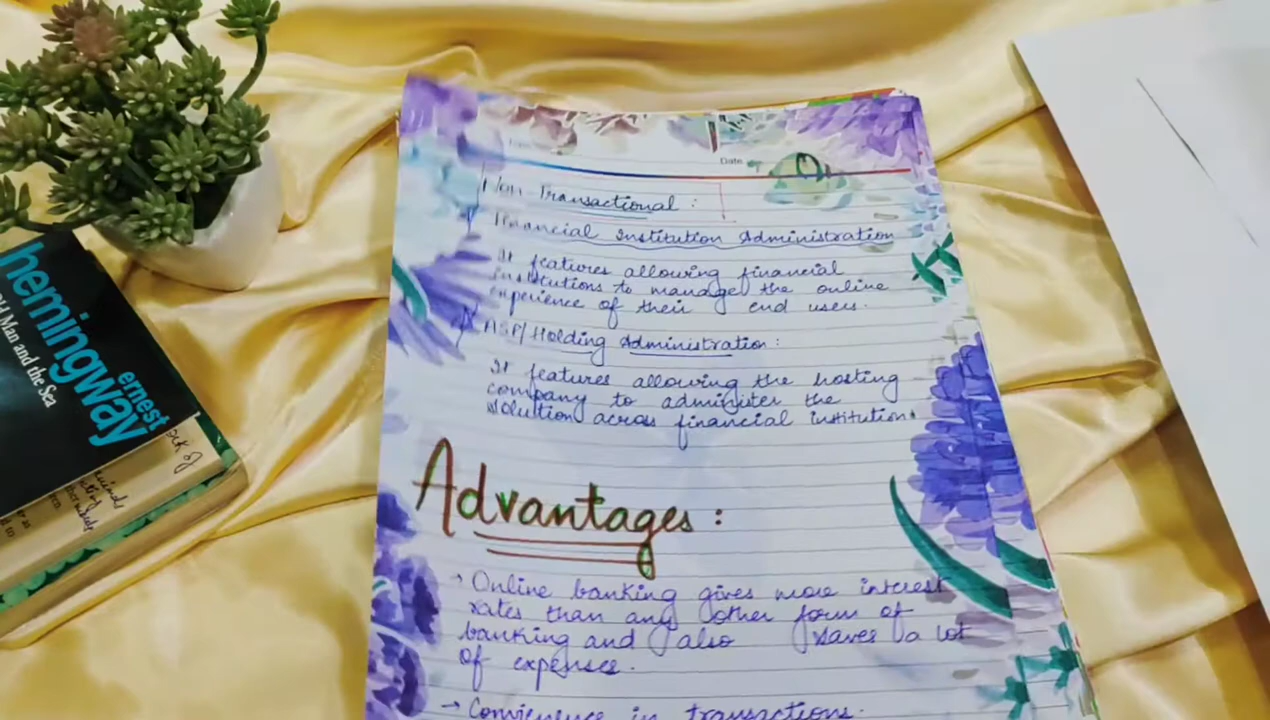 Date
Non Transactional :
Financial Institution Administration
It features allowing financial
institutions to manage the online
experience of their end users.
ASP/Holding Administration :
It features allowing the hosting
company to administer the
solution across financial institution.
Advantages :
→ Online banking gives more interest
rates than any other form of
banking and also saves a lot
of expenses.
→ Convenience in transactions.
hemingway
ernest
Old Man and the Sea